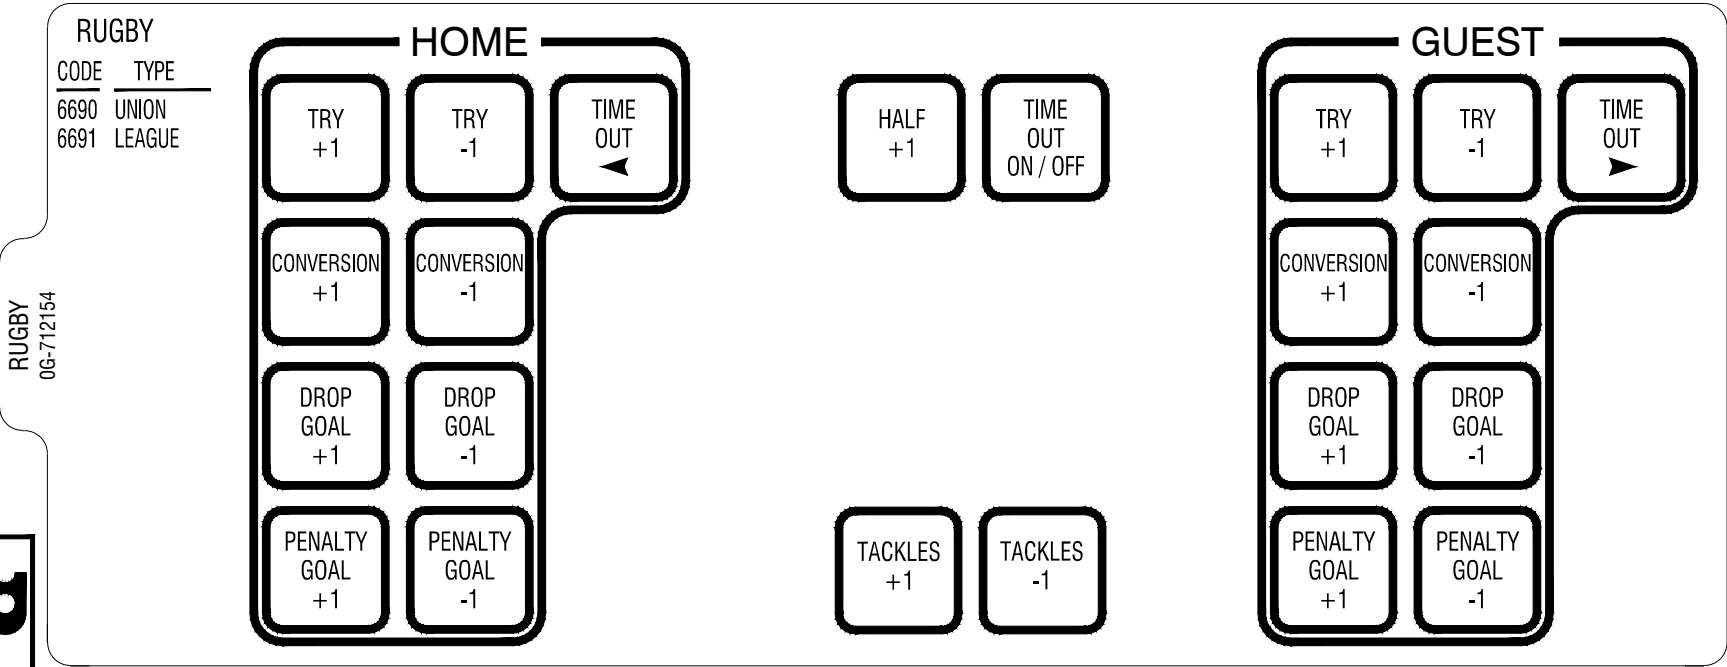 RUGBY
CODE TYPE
6690 UNION
6691 LEAGUE
RUGBY
0G-712154
HOME
TRY
+1
TRY
-1
TIME
OUT
CONVERSION
+1
CONVERSION
-1
DROP
GOAL
+1
DROP
GOAL
-1
PENALTY
GOAL
+1
PENALTY
GOAL
-1
HALF
+1
TIME
OUT
ON / OFF
TACKLES
+1
TACKLES
-1
GUEST
TRY
+1
TRY
-1
TIME
OUT
CONVERSION
+1
CONVERSION
-1
DROP
GOAL
+1
DROP
GOAL
-1
PENALTY
GOAL
+1
PENALTY
GOAL
-1